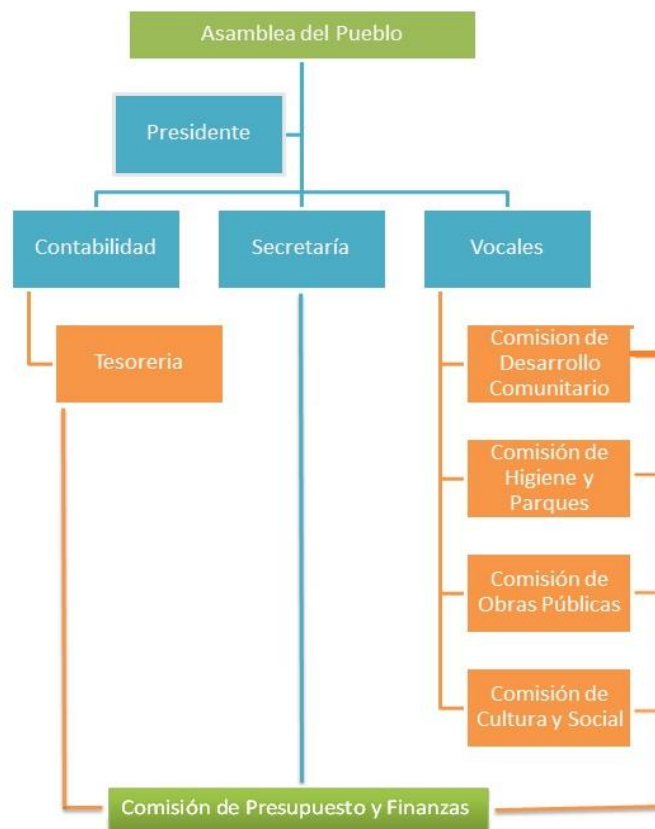 Asamblea del Pueblo
Presidente
Contabilidad
Secretaría
Vocales
Tesoreria
Comision de
Desarrollo
Comunitario
Comisión de
Higiene y
Parques
Comisión de
Obras Públicas
Comisión de
Cultura y Social
Comisión de Presupuesto y Finanzas